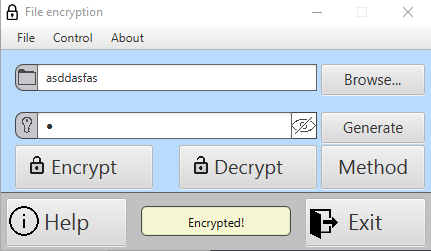 File encryption
File Control About
asddasfas
Browse...
●
Generate
Encrypt Decrypt Method
Help Encrypted! Exit